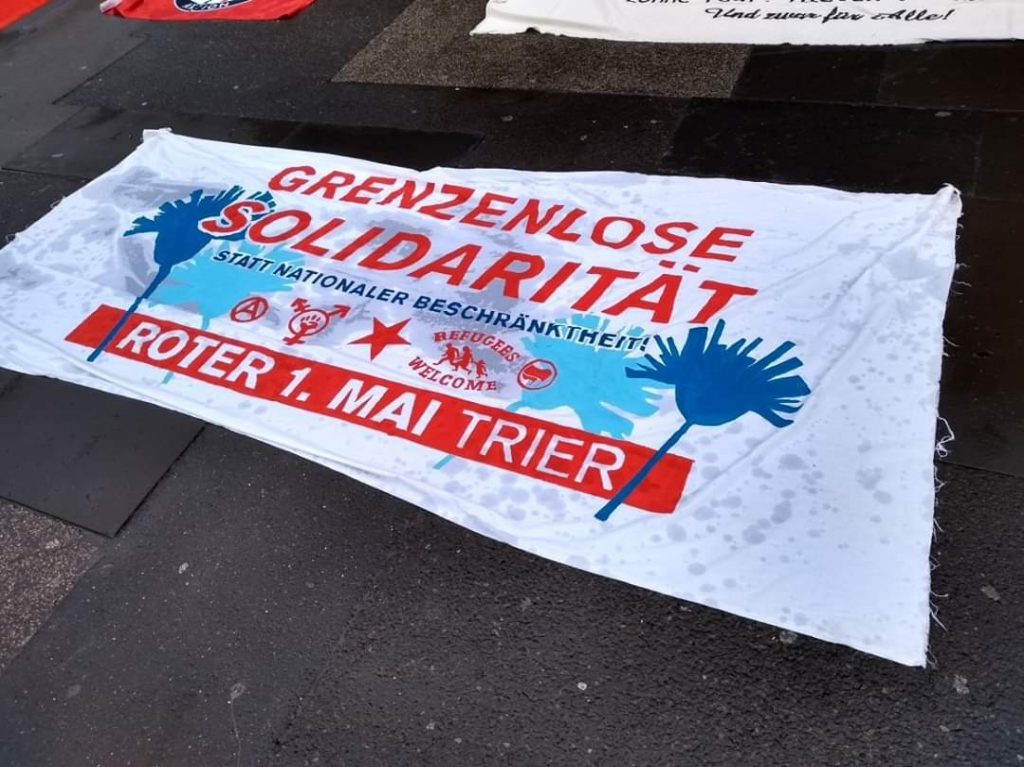 Und zwar für Alle!
GRENZENLOSE
SOLIDARITÄT
STATT NATIONALER BESCHRÄNKTHEIT!
REFUGEES
WELCOME
ROTER 1. MAI TRIER